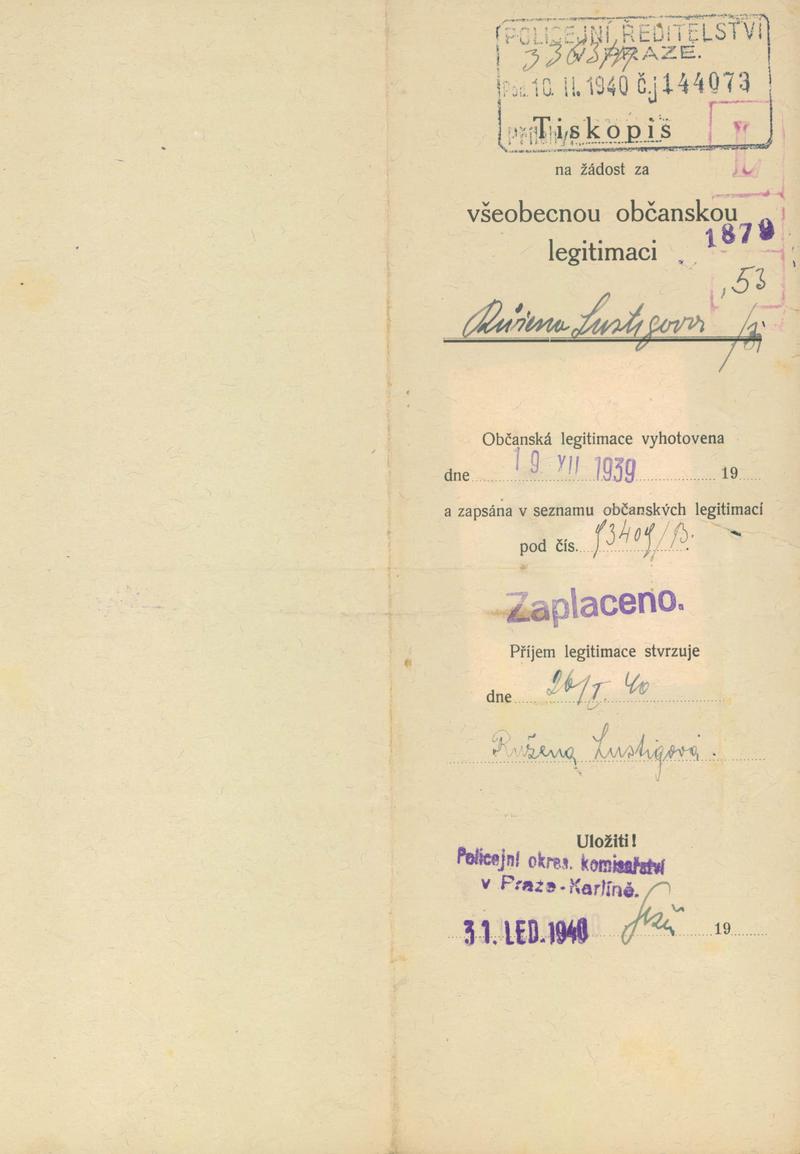 POLICEJNÍ ŘEDITELSTVÍ
PRAZE.
10. II. 1940 č.j 144073
Tiskopis
na žádost za
všeobecnou občanskou
legitimaci
1879
53
Růžena Lustigová
Občanská legitimace vyhotovena
dne 19 VII 1939 19
a zapsána v seznamu občanských legitimací
pod čís.
Zaplaceno.
Příjem legitimace stvrzuje
dne 26/I. 40
Růžena Lustigová.
Uložiti!
Policejní okres. komisařství
v Praze-Karlíně.
31. LED. 1940 19